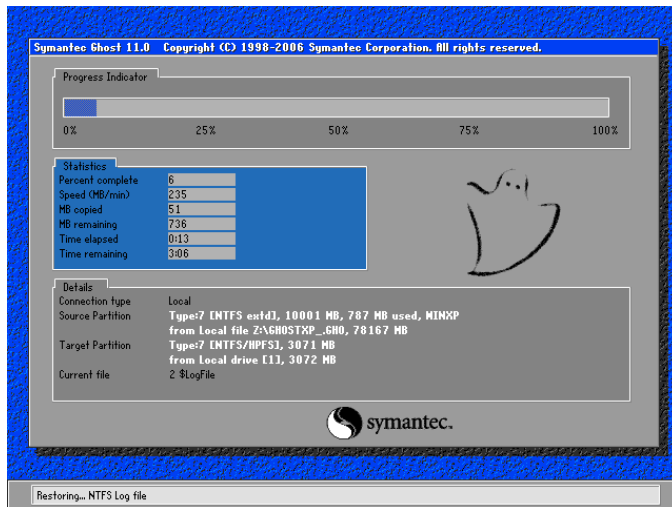 Symantec Ghost 11.0 Copyright (C) 1998-2006 Symantec Corporation. All rights reserved.
Progress Indicator
0% 25% 50% 75% 100%
Statistics
Percent complete 6
Speed (MB/min) 235
MB copied 51
MB remaining 736
Time elapsed 0:13
Time remaining 3:06
Details
Connection type Local
Source Partition Type:7 [NTFS extd], 10001 MB, 787 MB used, MINXP
from Local file Z:\GHOSTXP_.GHO, 78167 MB
Target Partition Type:7 [NTFS/HPFS], 3071 MB
from Local drive [1], 3072 MB
Current file 2 $LogFile
symantec.
Restoring... NTFS Log file